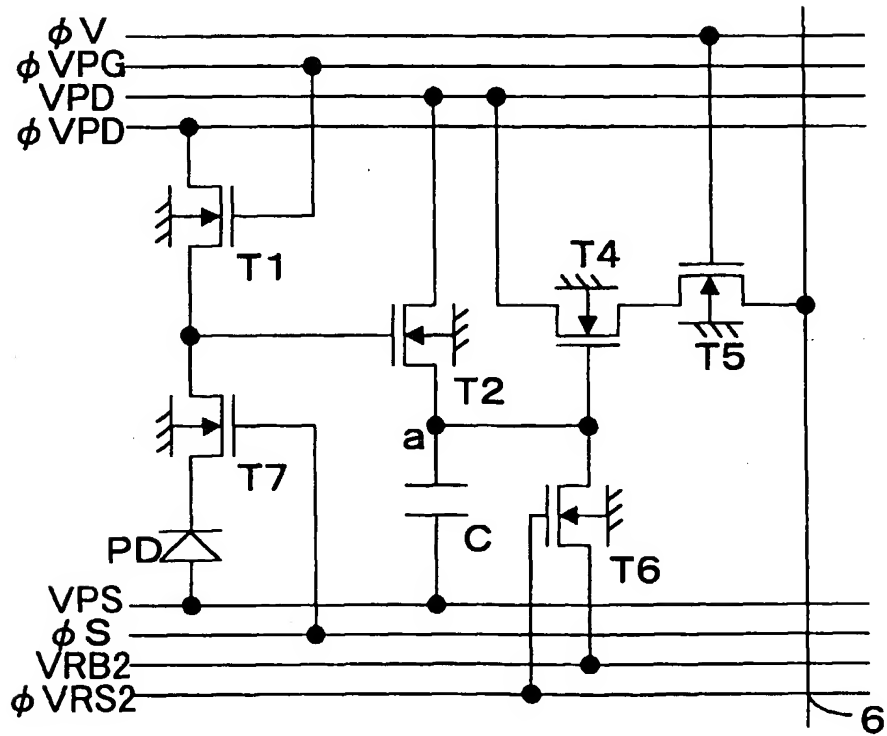 φV
φVPG
VPD
φVPD
T1
T4
T5
T2
a
T7
C
PD
T6
VPS
φS
VRB2
φVRS2
6